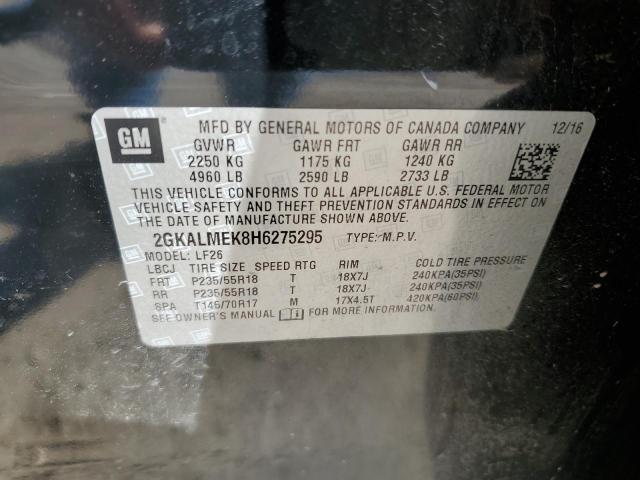 GM
MFD BY GENERAL MOTORS OF CANADA COMPANY 12/16
GVWR GAWR FRT GAWR RR
2250 KG 1175 KG 1240 KG
4960 LB 2590 LB 2733 LB
THIS VEHICLE CONFORMS TO ALL APPLICABLE U.S. FEDERAL MOTOR
VEHICLE SAFETY AND THEFT PREVENTION STANDARDS IN EFFECT ON
THE DATE OF MANUFACTURE SHOWN ABOVE.
2GKALMEK8H6275295 TYPE: M.P.V.
MODEL: LF26
LBCJ TIRE SIZE SPEED RTG RIM COLD TIRE PRESSURE
FRT P235/55R18 T 18X7J 240KPA(35PSI)
RR P235/55R18 T 18X7J 240KPA(35PSI)
SPA T145/70R17 M 17X4.5T 420KPA(60PSI)
SEE OWNER'S MANUAL FOR MORE INFORMATION.